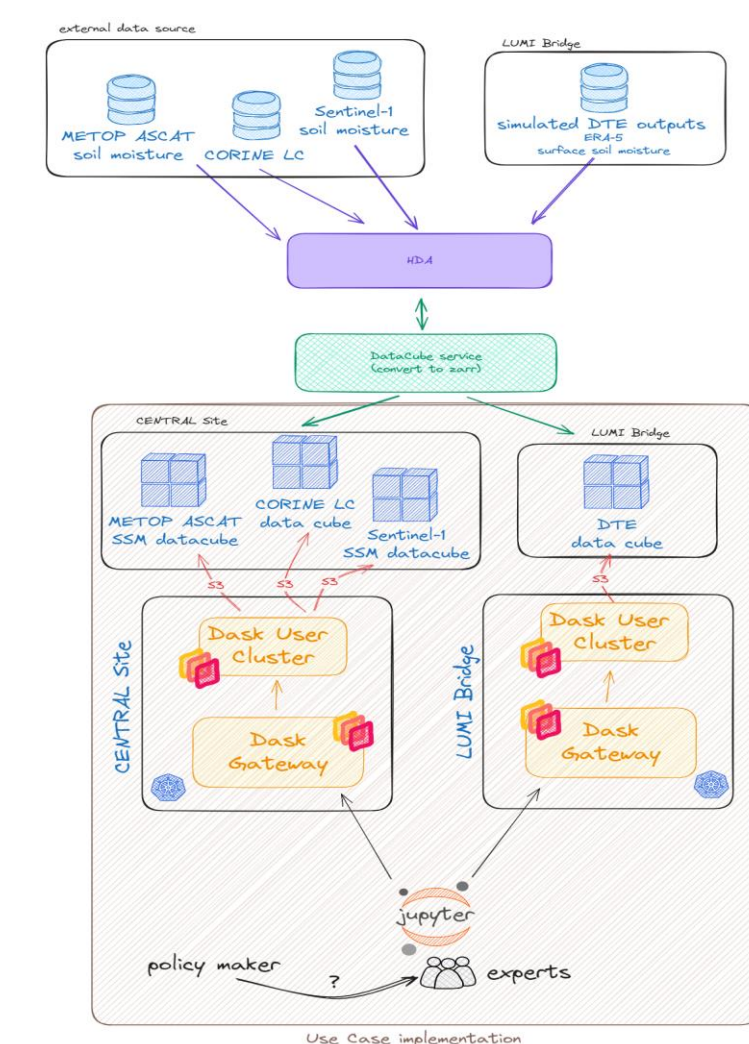 external data source
LUMI Bridge
METOP ASCAT
soil moisture
CORINE LC
Sentinel-1
soil moisture
simulated DTE outputs
ERA-5
surface soil moisture
HDA
DataCube service
(convert to zarr)
CENTRAL Site
LUMI Bridge
METOP ASCAT
SSM datacube
CORINE LC
data cube
Sentinel-1
SSM datacube
DTE
data cube
S3
S3
S3
S3
CENTRAL Site
Dask User
Cluster
Dask
Gateway
LUMI Bridge
Dask User
Cluster
Dask
Gateway
jupyter
policy maker
?
experts
Use Case implementation